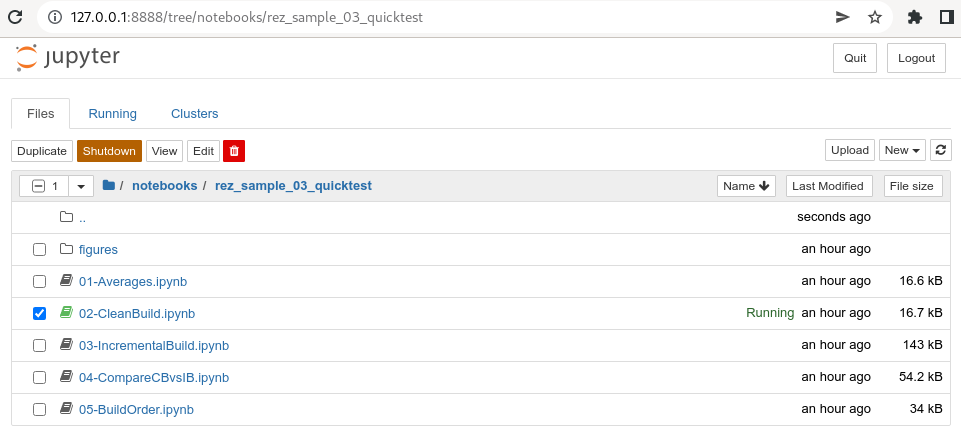 127.0.0.1:8888/tree/notebooks/rez_sample_03_quicktest
jupyter Quit Logout
Files Running Clusters
Duplicate Shutdown View Edit Upload New
1 / notebooks / rez_sample_03_quicktest Name Last Modified File size
.. seconds ago
figures an hour ago
01-Averages.ipynb an hour ago 16.6 kB
02-CleanBuild.ipynb Running an hour ago 16.7 kB
03-IncrementalBuild.ipynb an hour ago 143 kB
04-CompareCBvsIB.ipynb an hour ago 54.2 kB
05-BuildOrder.ipynb an hour ago 34 kB